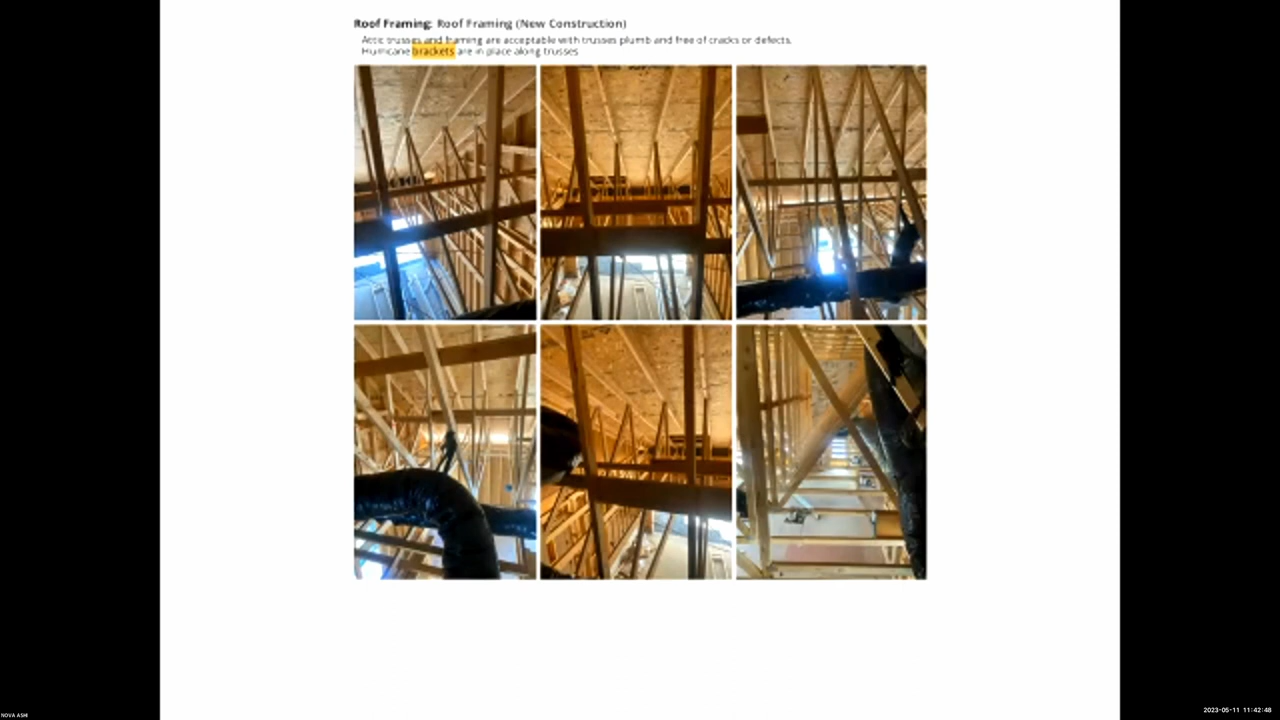 Roof Framing: Roof Framing (New Construction)
Attic trusses and framing are acceptable with trusses plumb and free of cracks or defects.
Hurricane brackets are in place along trusses
NOVA ASHI
2023-05-11 11:42:48